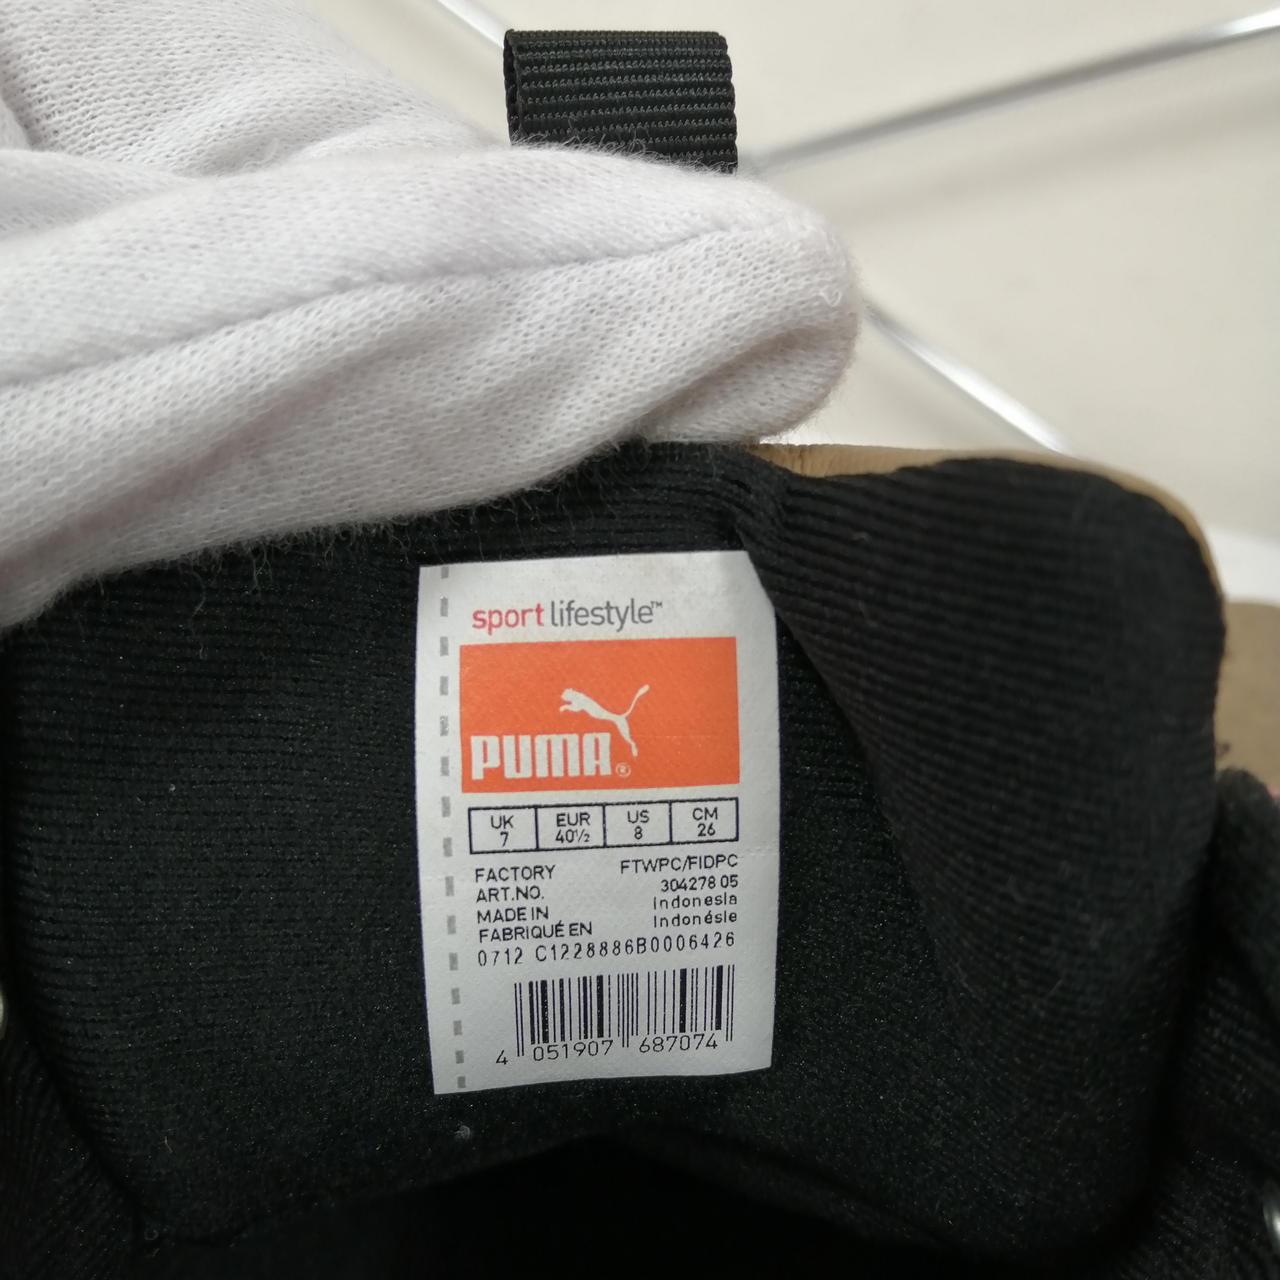 sport lifestyle™
PUMA®
UK EUR US CM
7 40½ 8 26
FACTORY FTWPC/FIDPC
ART.NO. 304278 05
MADE IN Indonesia
FABRIQUÉ EN Indonésie
0712 C1228886B0006426
4 051907 687074